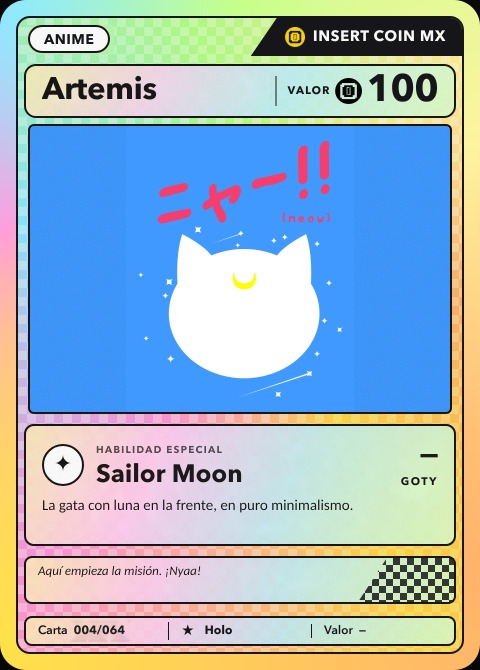 ANIME
INSERT COIN MX
Artemis
VALOR 100
ニャー!!
(neow)
HABILIDAD ESPECIAL
Sailor Moon
—
GOTY
La gata con luna en la frente, en puro minimalismo.
Aquí empieza la misión. ¡Nyaa!
Carta 004/064
★ Holo
Valor —